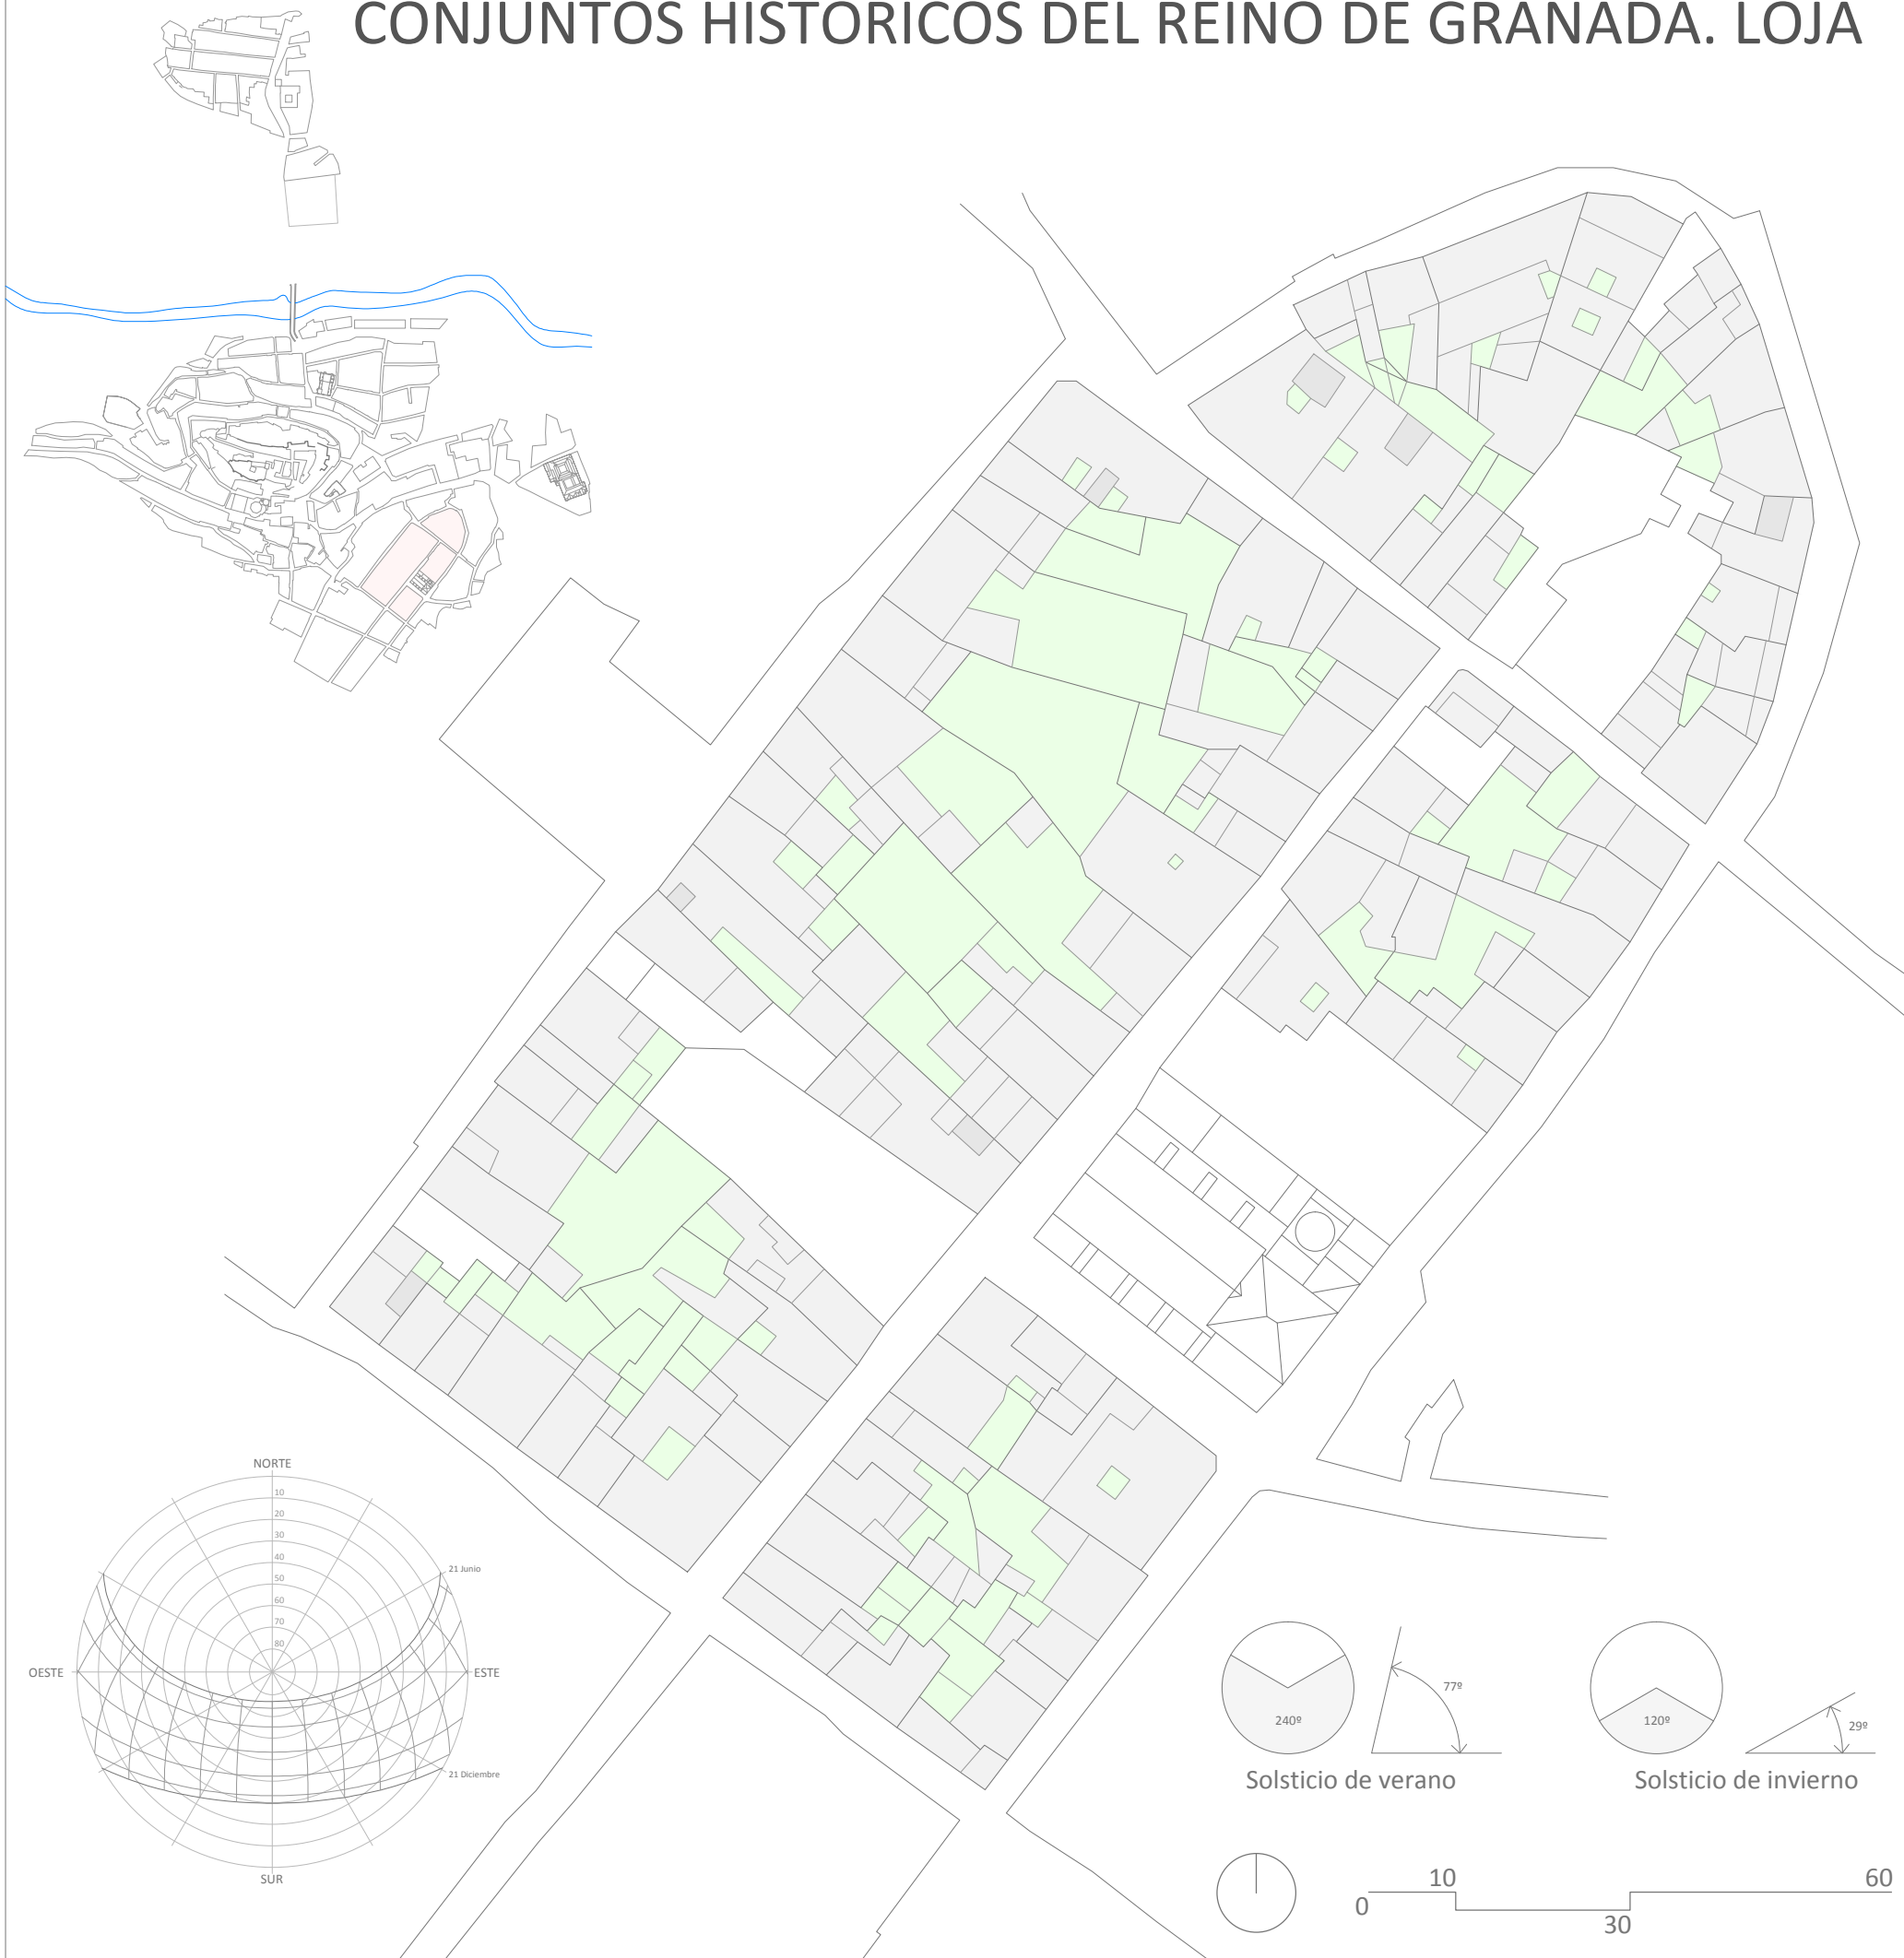 CONJUNTOS HISTORICOS DEL REINO DE GRANADA. LOJA
NORTE
10
20
30
40
50
60
70
80
21 Junio
OESTE
ESTE
21 Diciembre
SUR
240º
77º
120º
29º
Solsticio de verano
Solsticio de invierno
10
60
0
30